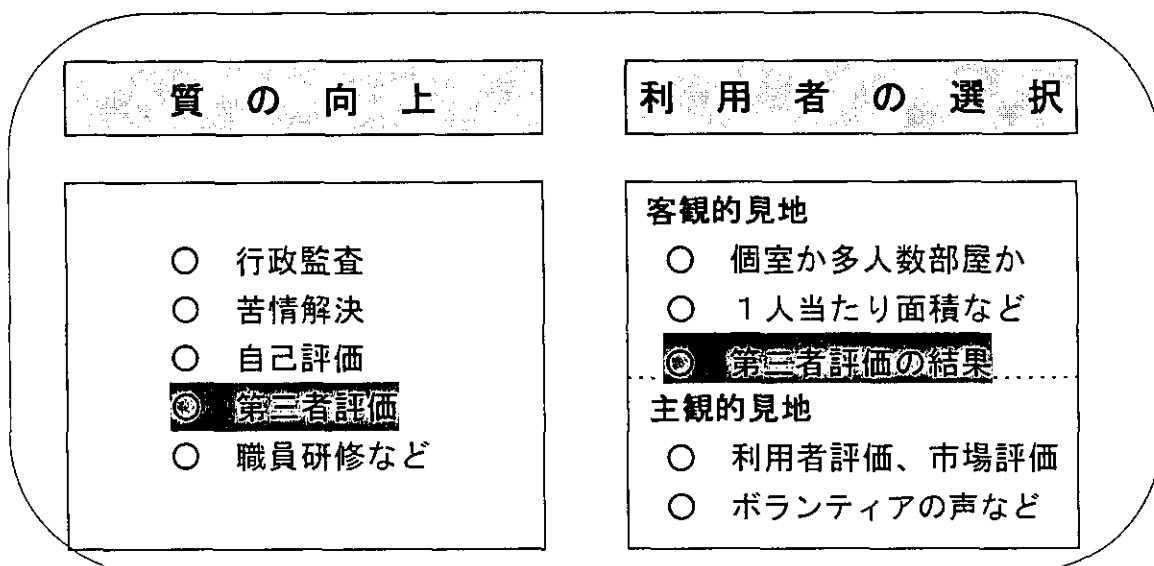 質の向上
○ 行政監査
○ 苦情解決
○ 自己評価
◎ 第三者評価
○ 職員研修など
利用者の選択
客観的見地
○ 個室か多人数部屋か
○ １人当たり面積など
◎ 第三者評価の結果
主観的見地
○ 利用者評価、市場評価
○ ボランティアの声など